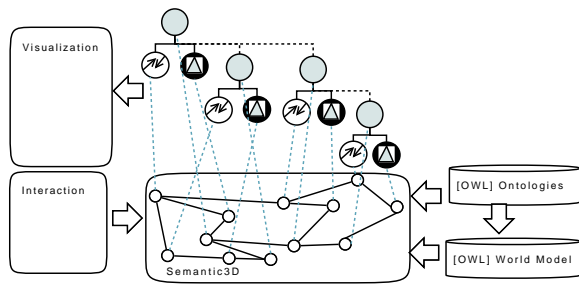 Visualization
Interaction
Semantic3D
[OWL] Ontologies
[OWL] World Model